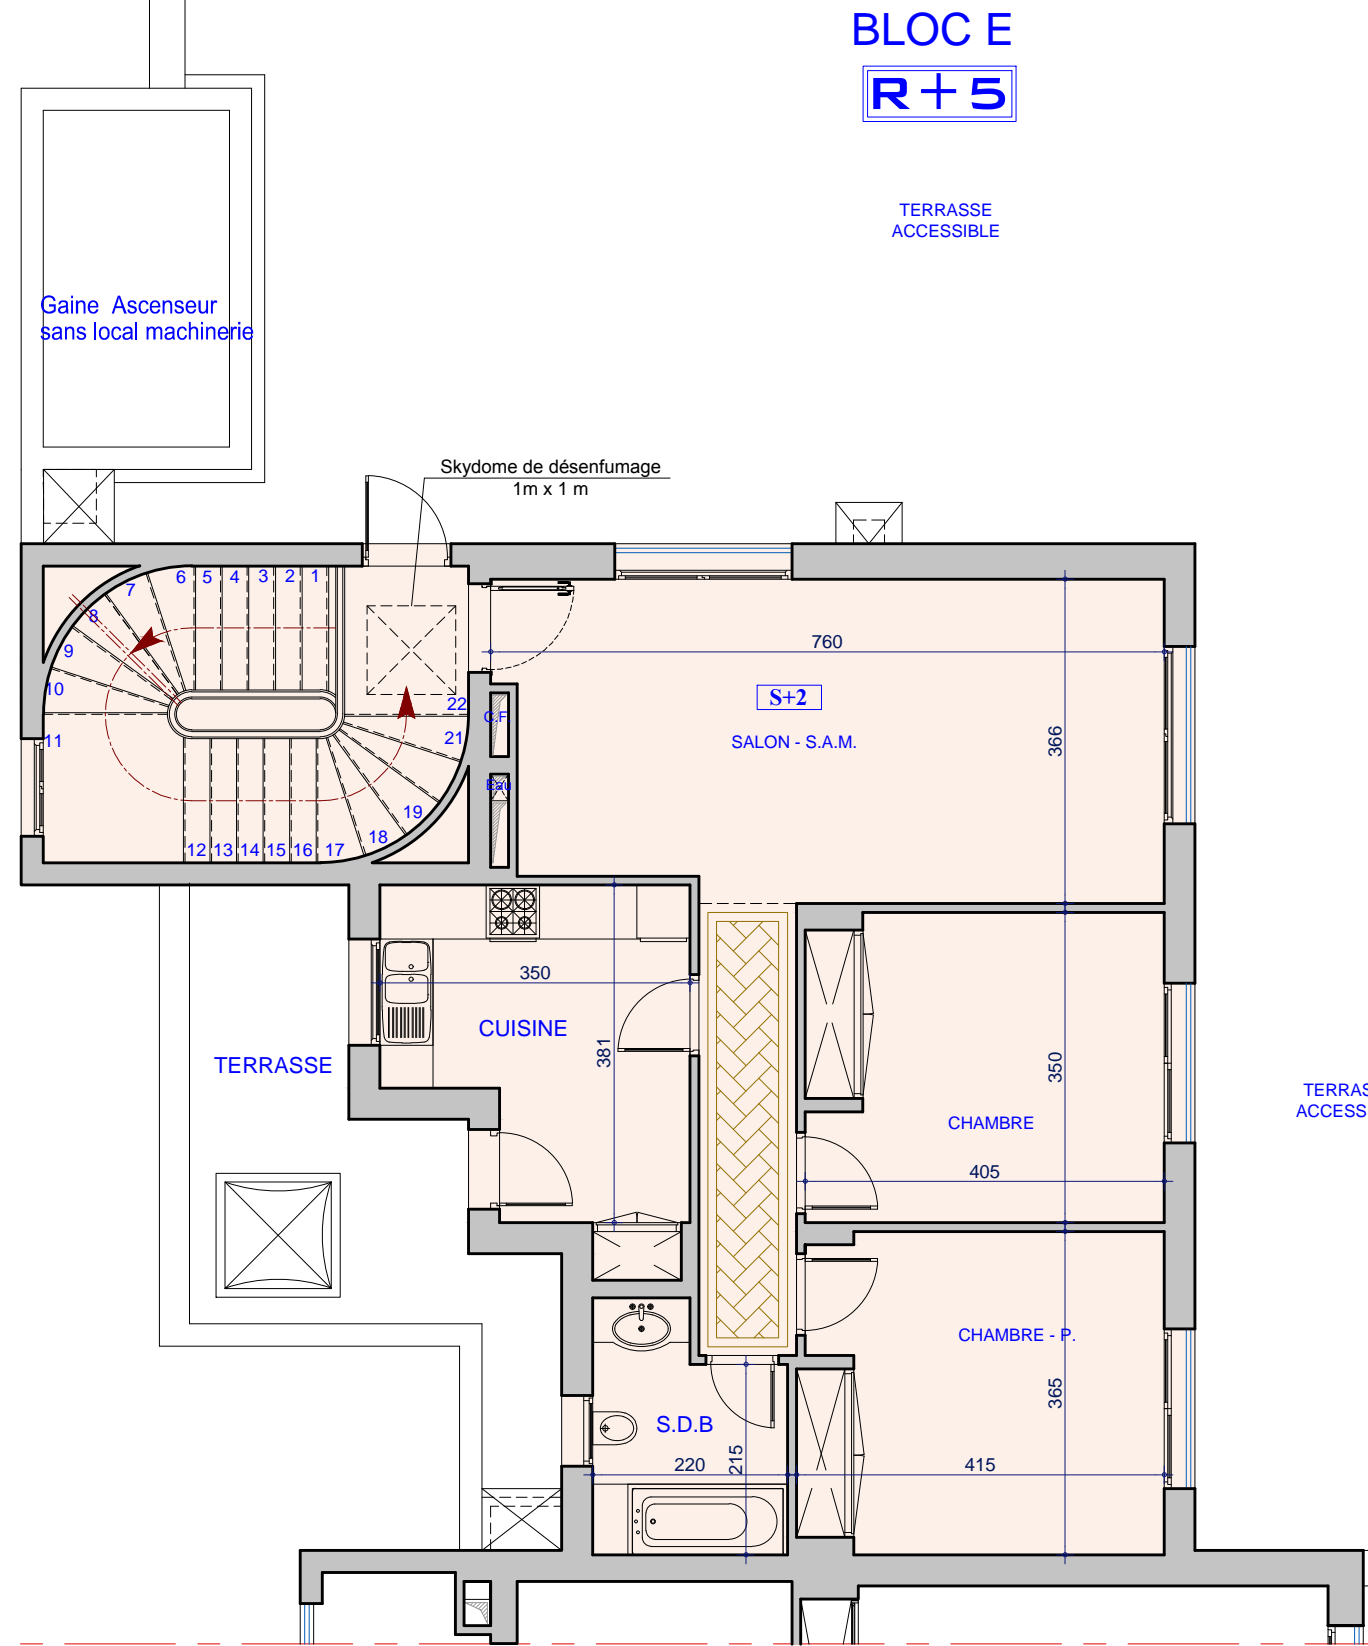 BLOC E
R+5
TERRASSE
ACCESSIBLE
Gaine Ascenseur
sans local machinerie
Skydome de désenfumage
1m x 1 m
6 5 4 3 2 1
7
8
9
10
11
12 13 14 15 16 17
18
19
21
22
C.F
Eau
760
S+2
SALON - S.A.M.
366
350
CUISINE
381
TERRASSE
350
CHAMBRE
405
TERRAS
ACCESS
CHAMBRE - P.
365
S.D.B
220
215
415